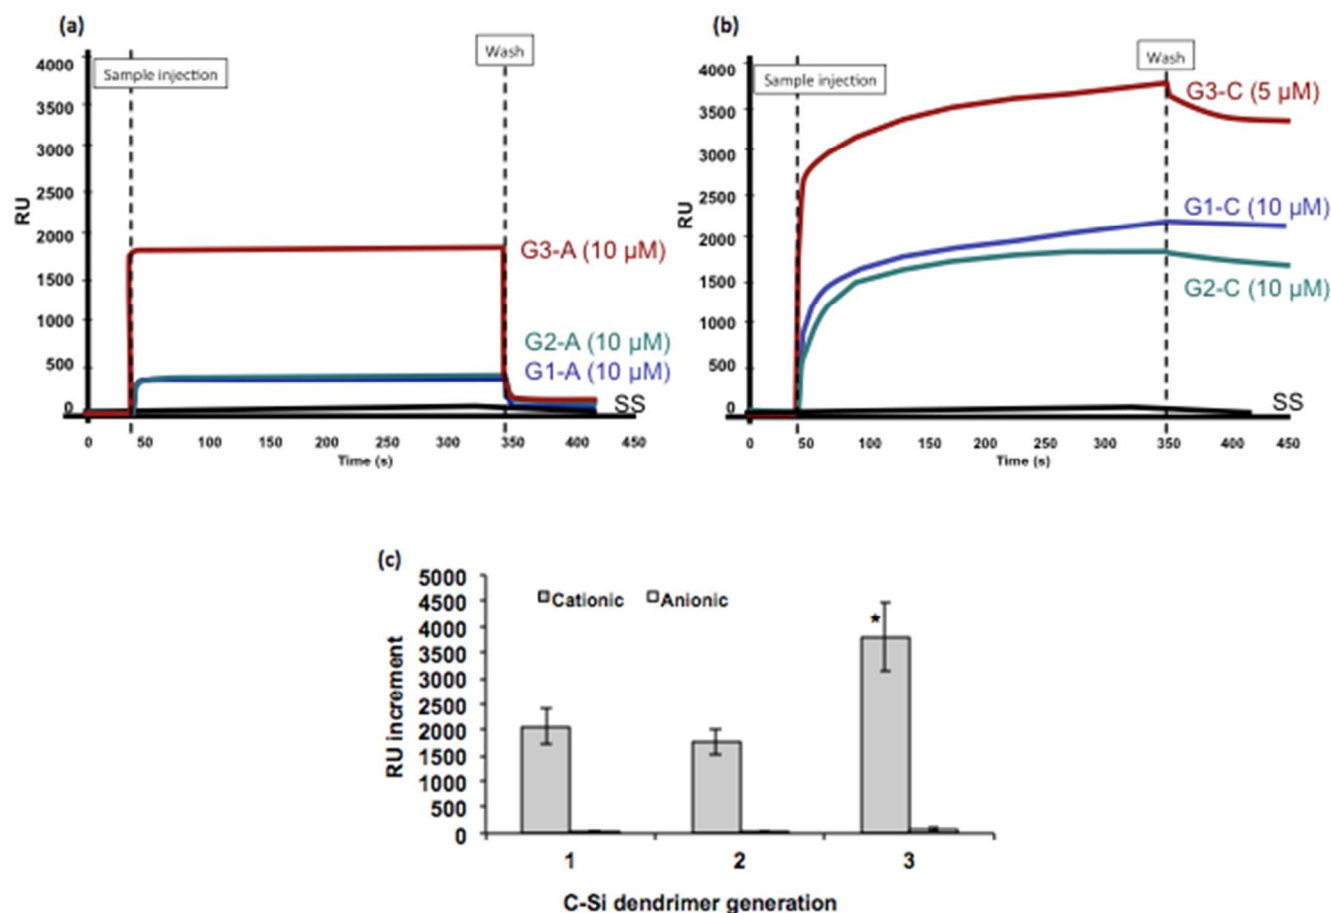 (a)
Sample injection
Wash
4000
3500
3000
2500
2000
1500
1000
500
0
RU
G3-A (10 µM)
G2-A (10 µM)
G1-A (10 µM)
SS
0 50 100 150 200 250 300 350 400 450
Time (s)
(b)
Sample injection
Wash
4000
3500
3000
2500
2000
1500
1000
500
0
RU
G3-C (5 µM)
G1-C (10 µM)
G2-C (10 µM)
SS
0 50 100 150 200 250 300 350 400 450
Time (s)
(c)
5000
4500
4000
3500
3000
2500
2000
1500
1000
500
0
RU increment
Cationic Anionic
*
1 2 3
C-Si dendrimer generation